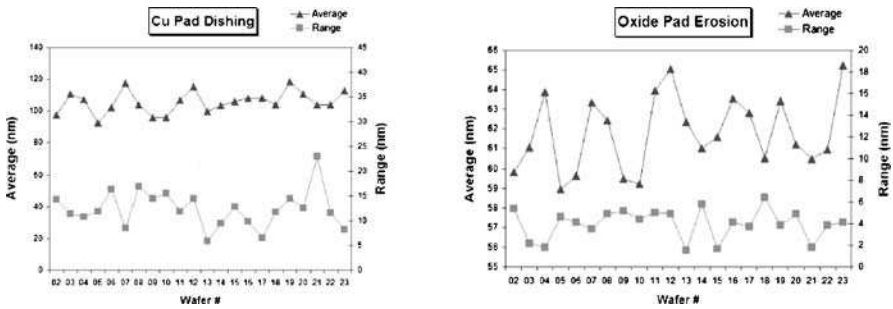 Cu Pad Dishing
Average
Range
Average (nm)
140
120
100
80
60
40
20
0
45
40
35
30
25
20
15
10
5
0
Range (nm)
02 03 04 05 06 07 08 09 10 11 12 13 14 15 16 17 18 19 20 21 22 23
Wafer #
Oxide Pad Erosion
Average
Range
Average (nm)
66
65
64
63
62
61
60
59
58
57
56
55
20
18
16
14
12
10
8
6
4
2
0
Range (nm)
02 03 04 05 06 07 08 09 10 11 12 13 14 15 16 17 18 19 20 21 22 23
Wafer #